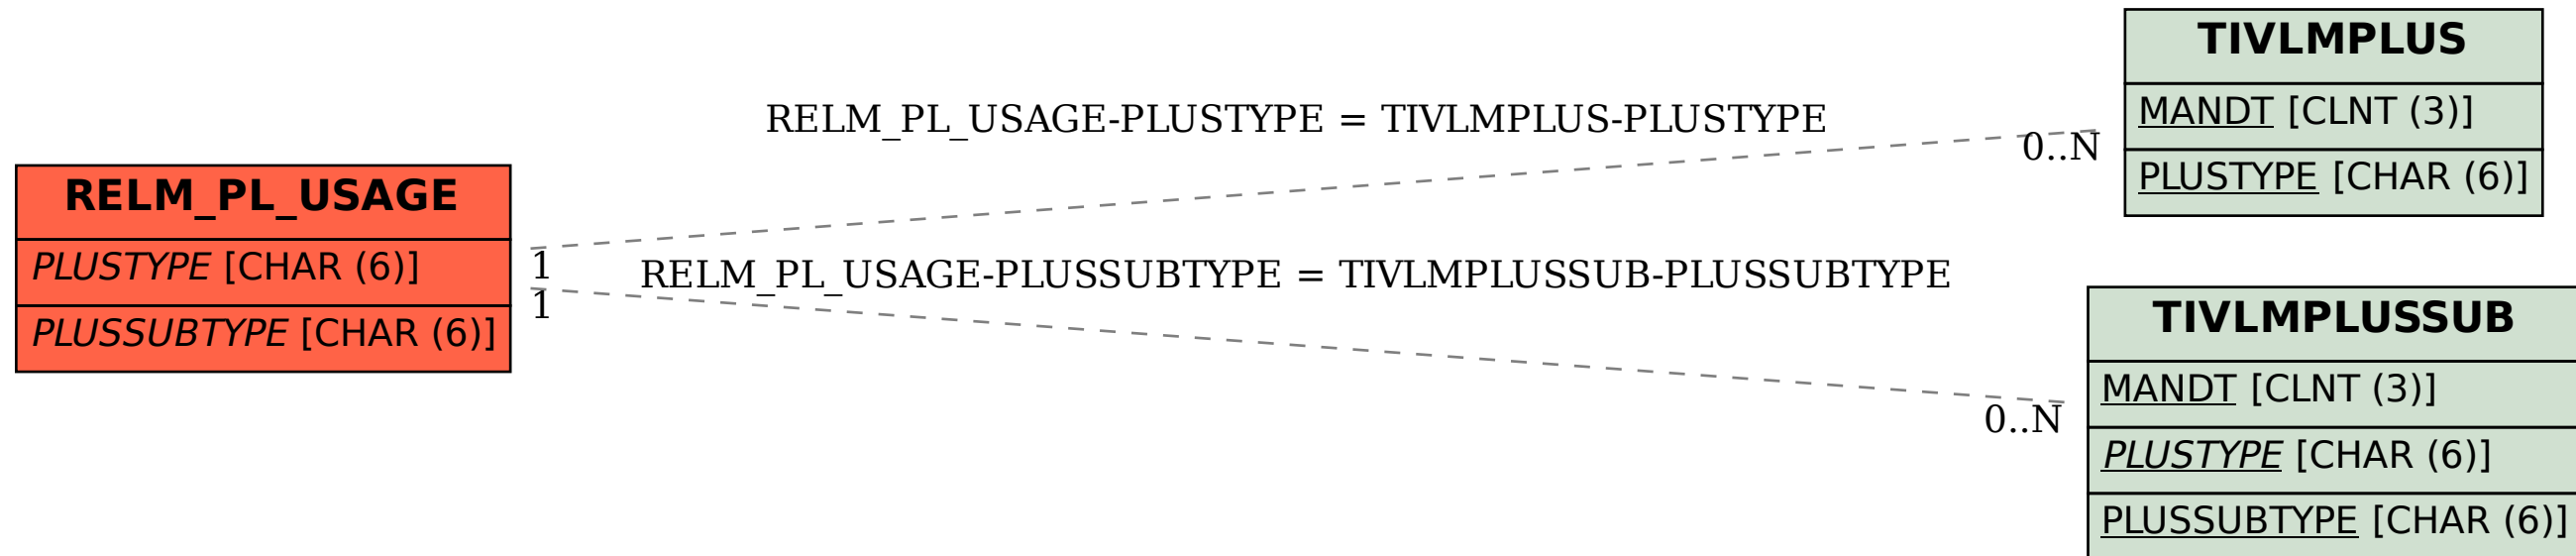 RELM_PL_USAGE
PLUSTYPE [CHAR (6)]
PLUSSUBTYPE [CHAR (6)]
RELM_PL_USAGE-PLUSTYPE = TIVLMPLUS-PLUSTYPE
1
0..N
RELM_PL_USAGE-PLUSSUBTYPE = TIVLMPLUSSUB-PLUSSUBTYPE
1
0..N
TIVLMPLUS
MANDT [CLNT (3)]
PLUSTYPE [CHAR (6)]
TIVLMPLUSSUB
MANDT [CLNT (3)]
PLUSTYPE [CHAR (6)]
PLUSSUBTYPE [CHAR (6)]